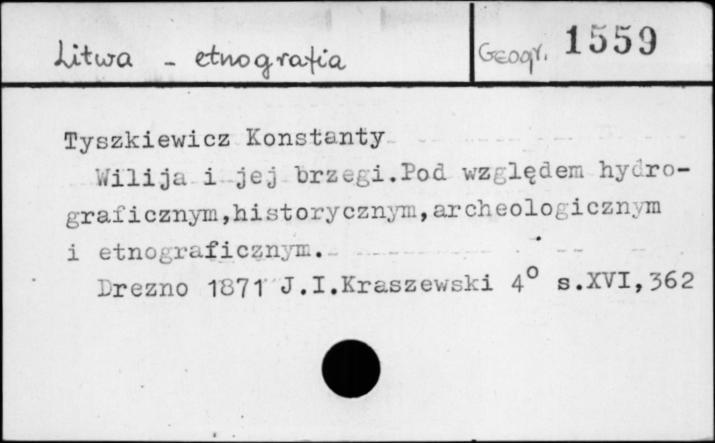 Litwa - etnografia
Geogr. 1559
Tyszkiewicz Konstanty
Wilija i jej brzegi.Pod względem hydro-
graficznym,historycznym,archeologicznym
i etnograficznym.
Drezno 1871 J.I.Kraszewski 4° s.XVI,362